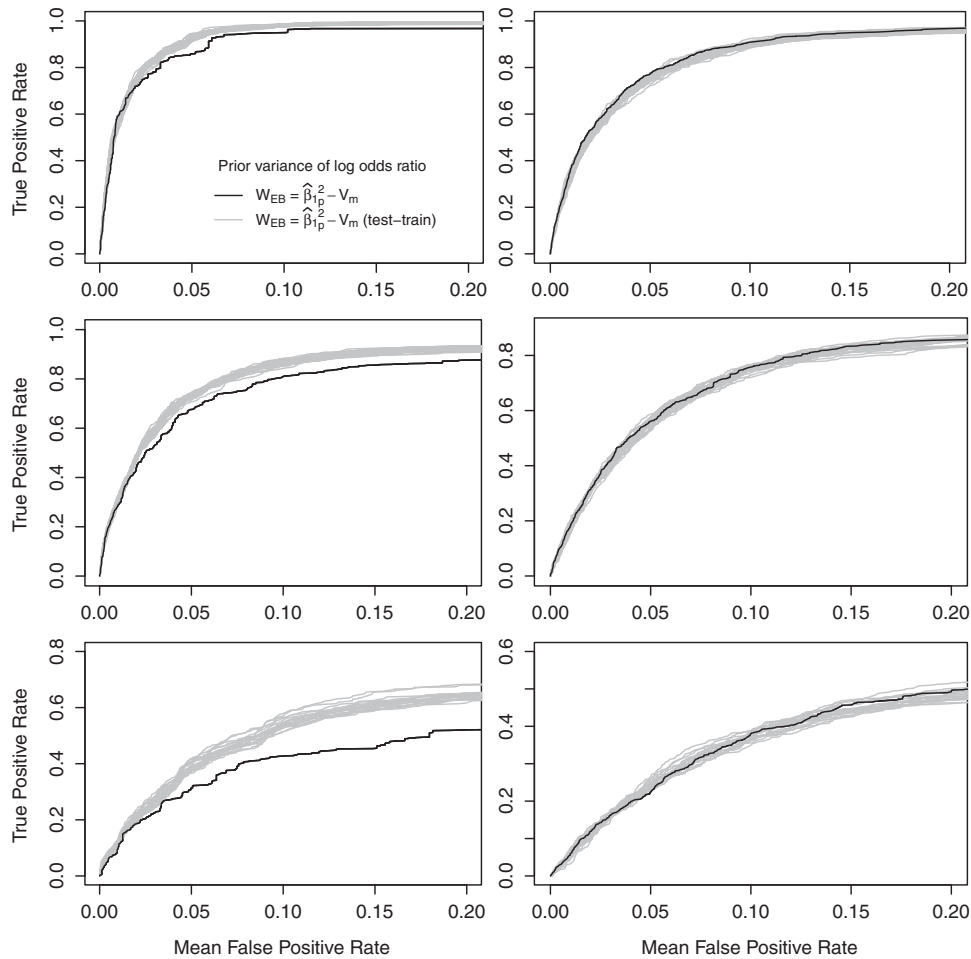 True Positive Rate
0.0 0.2 0.4 0.6 0.8 1.0
Prior variance of log odds ratio
W_EB = β̂_1p² − V_m
W_EB = β̂_1p² − V_m (test−train)
0.00 0.05 0.10 0.15 0.20
0.0 0.2 0.4 0.6 0.8 1.0
0.00 0.05 0.10 0.15 0.20
True Positive Rate
0.0 0.2 0.4 0.6 0.8 1.0
0.00 0.05 0.10 0.15 0.20
0.0 0.2 0.4 0.6 0.8
0.00 0.05 0.10 0.15 0.20
True Positive Rate
0.0 0.2 0.4 0.6 0.8
0.00 0.05 0.10 0.15 0.20
Mean False Positive Rate
0.0 0.2 0.4 0.6
0.00 0.05 0.10 0.15 0.20
Mean False Positive Rate